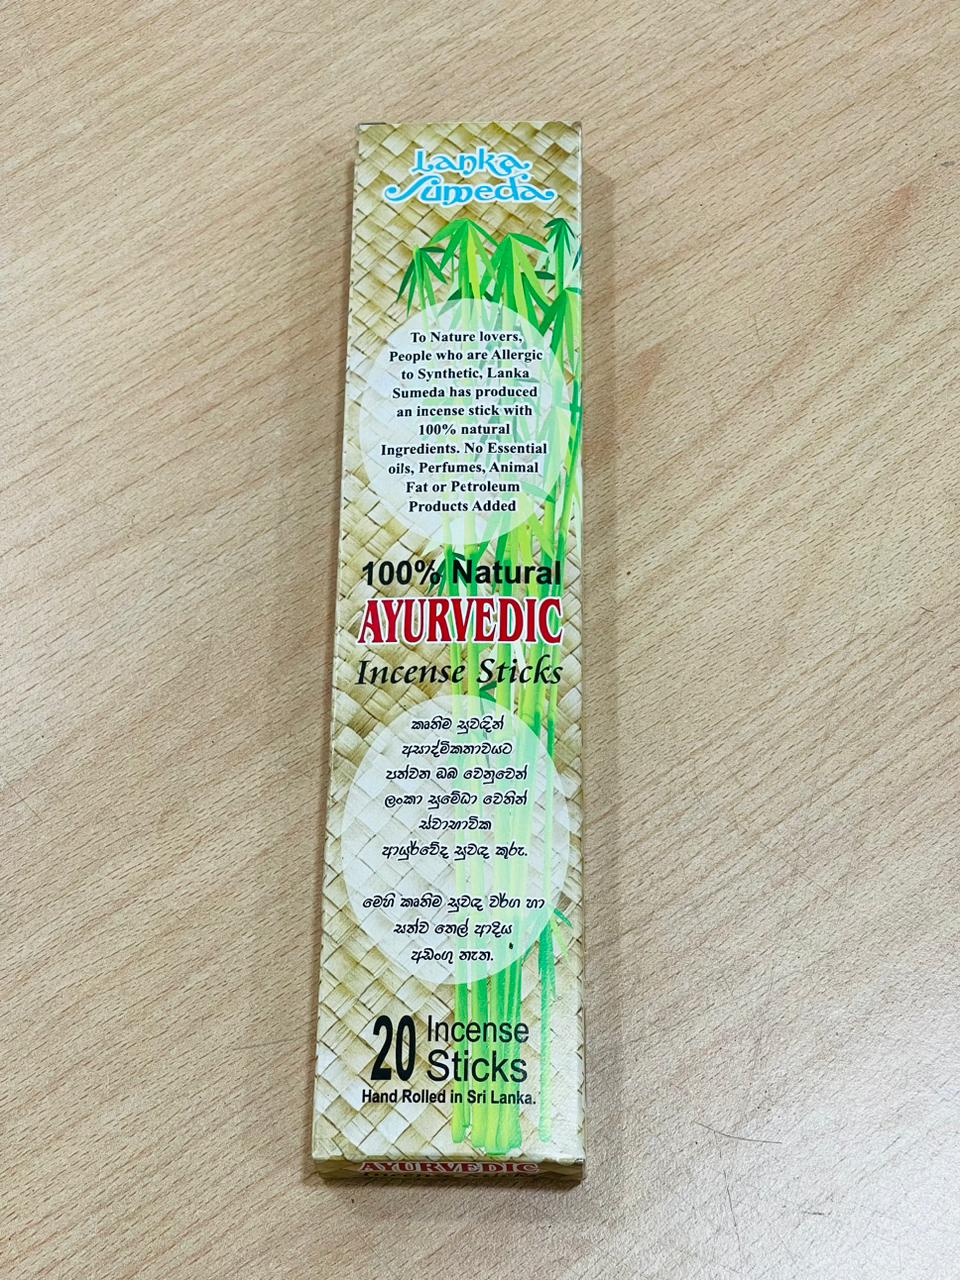 Lanka
Sumeda
To Nature lovers,
People who are Allergic
to Synthetic, Lanka
Sumeda has produced
an incense stick with
100% natural
Ingredients. No Essential
oils, Perfumes, Animal
Fat or Petroleum
Products Added
100% Natural
AYURVEDIC
Incense Sticks
කෘතිම සුවඳින්
අසාද්මිකතාවයට
පත්වන ඔබ වෙනුවෙන්
ලංකා සුමේධා වෙතින්
ස්වාභාවික
ආයුර්වේද සුවඳ කූරු.
මෙහි කෘතිම සුවඳ වර්ග හා
සත්ව තෙල් ආදිය
අඩංගු නැත.
20 Incense
Sticks
Hand Rolled in Sri Lanka.
AYURVEDIC
Incense Sticks